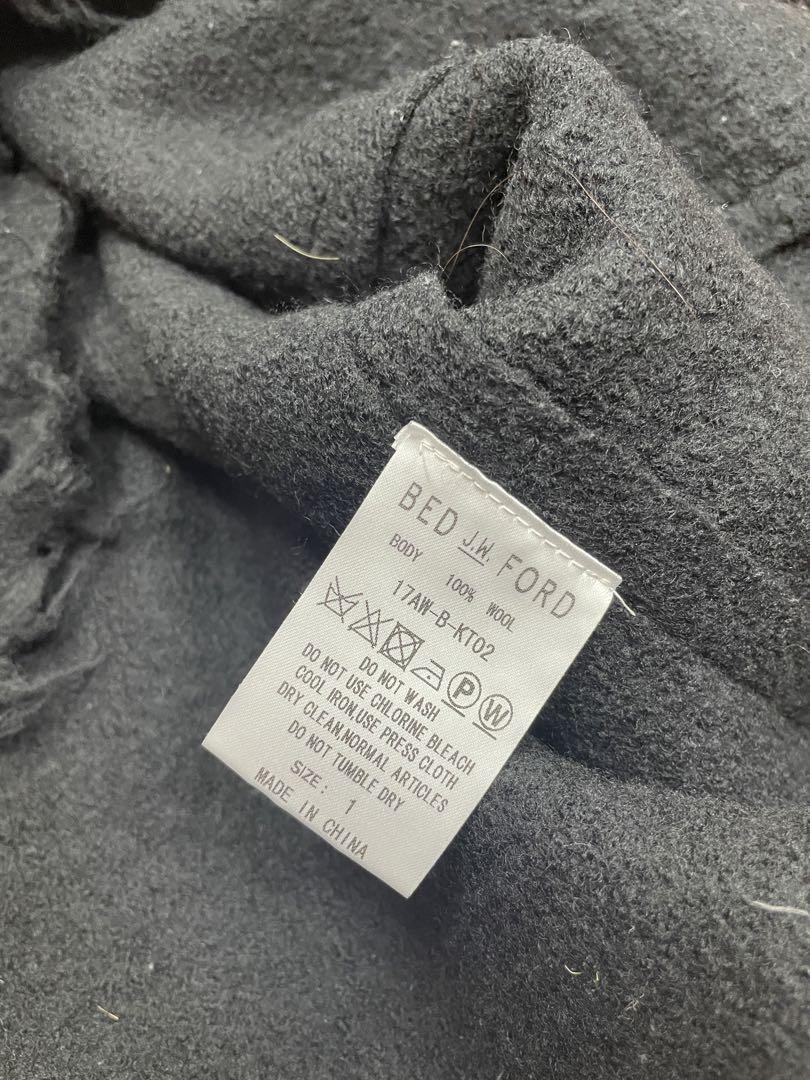 BED J.W. FORD
BODY 100% WOOL
17AW-B-KT02
P W
DO NOT WASH
DO NOT USE CHLORINE BLEACH
COOL IRON,USE PRESS CLOTH
DRY CLEAN,NORMAL ARTICLES
DO NOT TUMBLE DRY
SIZE: 1
MADE IN CHINA